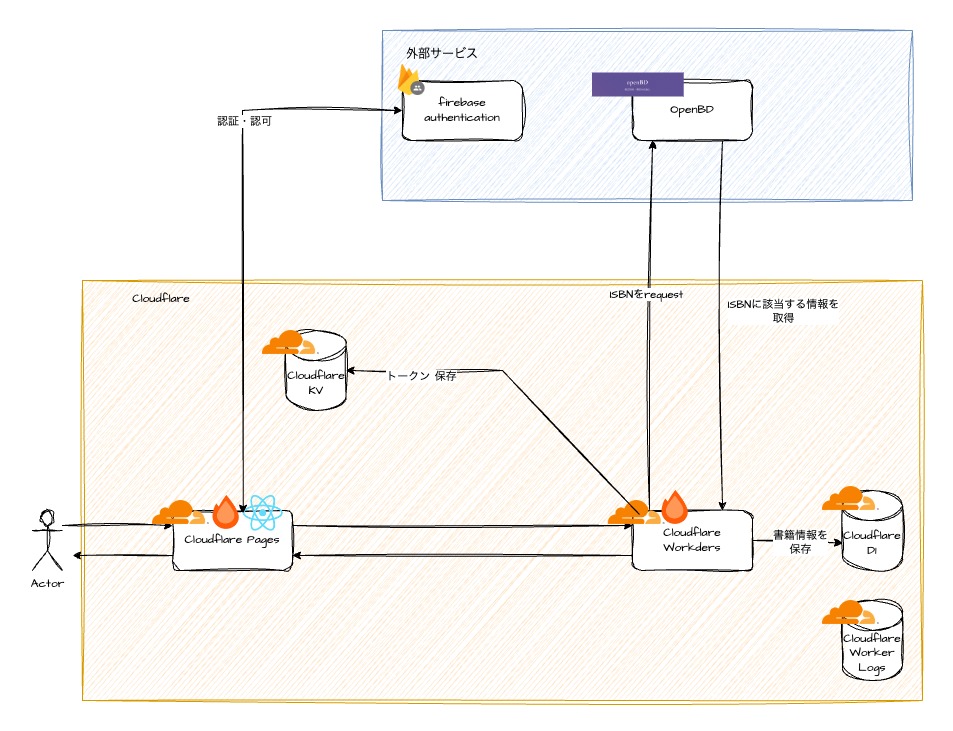 外部サービス
openBD
firebase
authentication
OpenBD
認証・認可
Cloudflare
ISBNをrequest
ISBNに該当する情報を
取得
Cloudflare
KV
トークン 保存
Cloudflare Pages
Cloudflare
Workders
書籍情報を
保存
Cloudflare
D1
Actor
Cloudflare
Worker
Logs